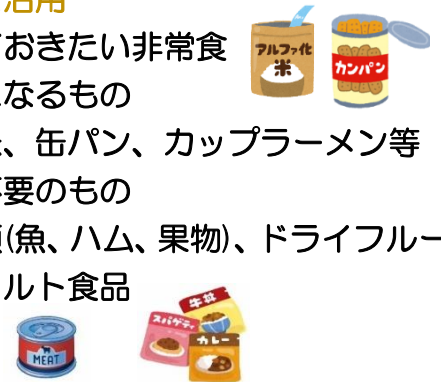 活用
ておきたい非常食
アルファ化
米
カンパン
なるもの
、缶パン、カップラーメン等
要のもの
(魚、ハム、果物)、ドライフルー
ルト食品
牛丼
スパゲティ
カレー
MEAT